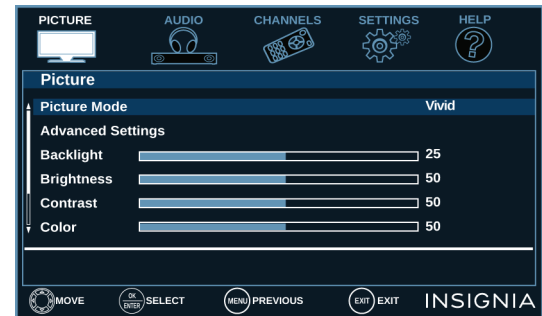 PICTURE AUDIO CHANNELS SETTINGS HELP
?
Picture
Picture Mode Vivid
Advanced Settings
Backlight 25
Brightness 50
Contrast 50
Color 50
MOVE OK ENTER SELECT MENU PREVIOUS EXIT EXIT INSIGNIA